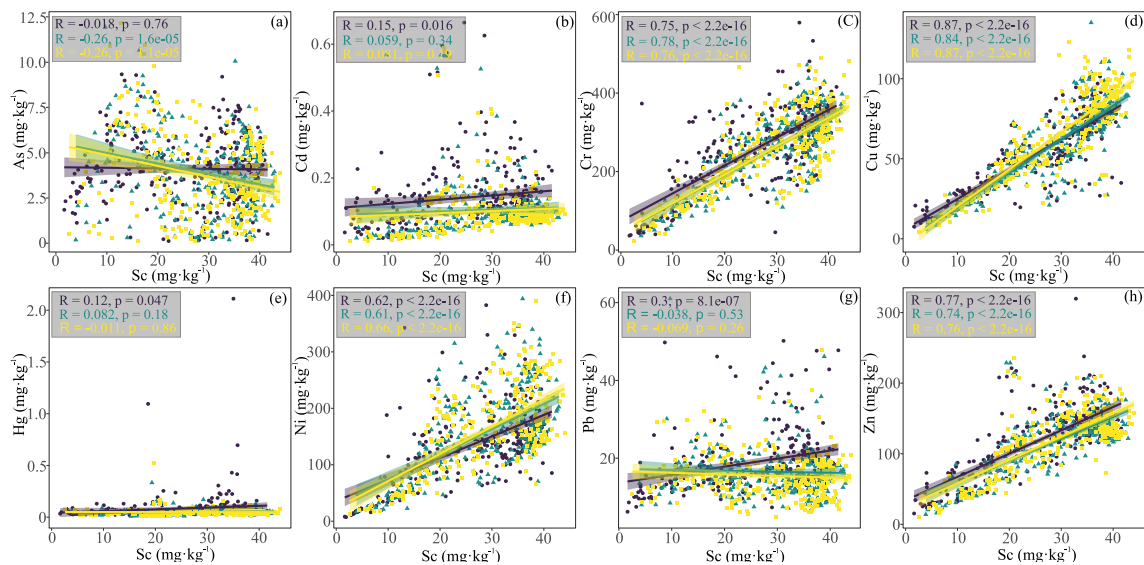 (a)
R = -0.018, p = 0.76
R = -0.26, p = 1.6e-05
R = -0.26, p =
12.5
10.0
7.5
5.0
2.5
0
As (mg·kg⁻¹)
0 10 20 30 40
Sc (mg·kg⁻¹)
(b)
R = 0.15, p = 0.016
R = 0.059, p = 0.34
0.6
0.4
0.2
0
Cd (mg·kg⁻¹)
0 10 20 30 40
Sc (mg·kg⁻¹)
(C)
R = 0.75, p < 2.2e-16
R = 0.78, p < 2.2e-16
R = 0.76, p < 2.2e-16
600
400
200
0
Cr (mg·kg⁻¹)
0 10 20 30 40
Sc (mg·kg⁻¹)
(d)
R = 0.87, p < 2.2e-16
R = 0.84, p < 2.2e-16
R = 0.87, p < 2.2e-16
100
50
0
Cu (mg·kg⁻¹)
0 10 20 30 40
Sc (mg·kg⁻¹)
(e)
R = 0.12, p = 0.047
R = 0.082, p = 0.18
R = -0.011, p = 0.86
2.0
1.5
1.0
0.5
0.0
Hg (mg·kg⁻¹)
0 10 20 30 40
Sc (mg·kg⁻¹)
(f)
R = 0.62, p < 2.2e-16
R = 0.61, p < 2.2e-16
R = 0.66, p < 2.2e-16
400
300
200
100
0
Ni (mg·kg⁻¹)
0 10 20 30 40
Sc (mg·kg⁻¹)
(g)
R = 0.3, p = 8.1e-07
R = -0.038, p = 0.53
R = -0.069, p = 0.26
60
40
20
0
Pb (mg·kg⁻¹)
0 10 20 30 40
Sc (mg·kg⁻¹)
(h)
R = 0.77, p < 2.2e-16
R = 0.74, p < 2.2e-16
R = 0.76, p < 2.2e-16
300
200
100
0
Zn (mg·kg⁻¹)
0 10 20 30 40
Sc (mg·kg⁻¹)